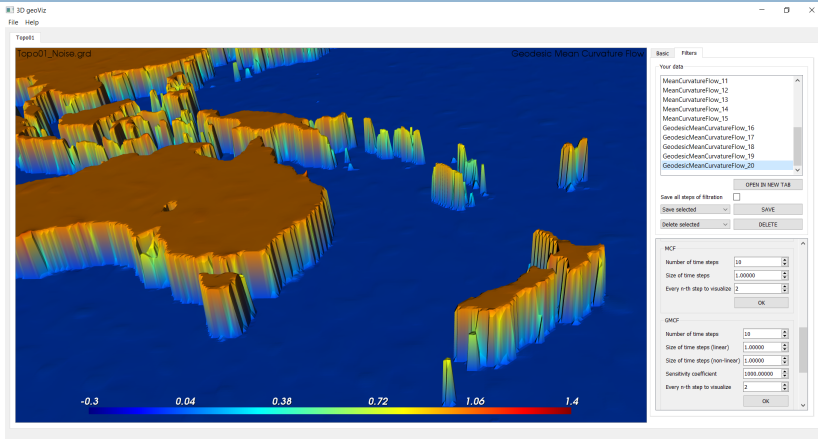 3D geoViz
File Help
Topo01
Topo01_Noise.grd
Geodesic Mean Curvature Flow
-0.3 0.04 0.38 0.72 1.06 1.4
Basic Filters
Your data
MeanCurvatureFlow_11
MeanCurvatureFlow_12
MeanCurvatureFlow_13
MeanCurvatureFlow_14
MeanCurvatureFlow_15
GeodesicMeanCurvatureFlow_16
GeodesicMeanCurvatureFlow_17
GeodesicMeanCurvatureFlow_18
GeodesicMeanCurvatureFlow_19
GeodesicMeanCurvatureFlow_20
OPEN IN NEW TAB
Save all steps of filtration
Save selected SAVE
Delete selected DELETE
MCF
Number of time steps 10
Size of time steps 1.00000
Every n-th step to visualize 2
OK
GMCF
Number of time steps 10
Size of time steps (linear) 1.00000
Size of time steps (non-linear) 1.00000
Sensitivity coefficient 1000.00000
Every n-th step to visualize 2
OK